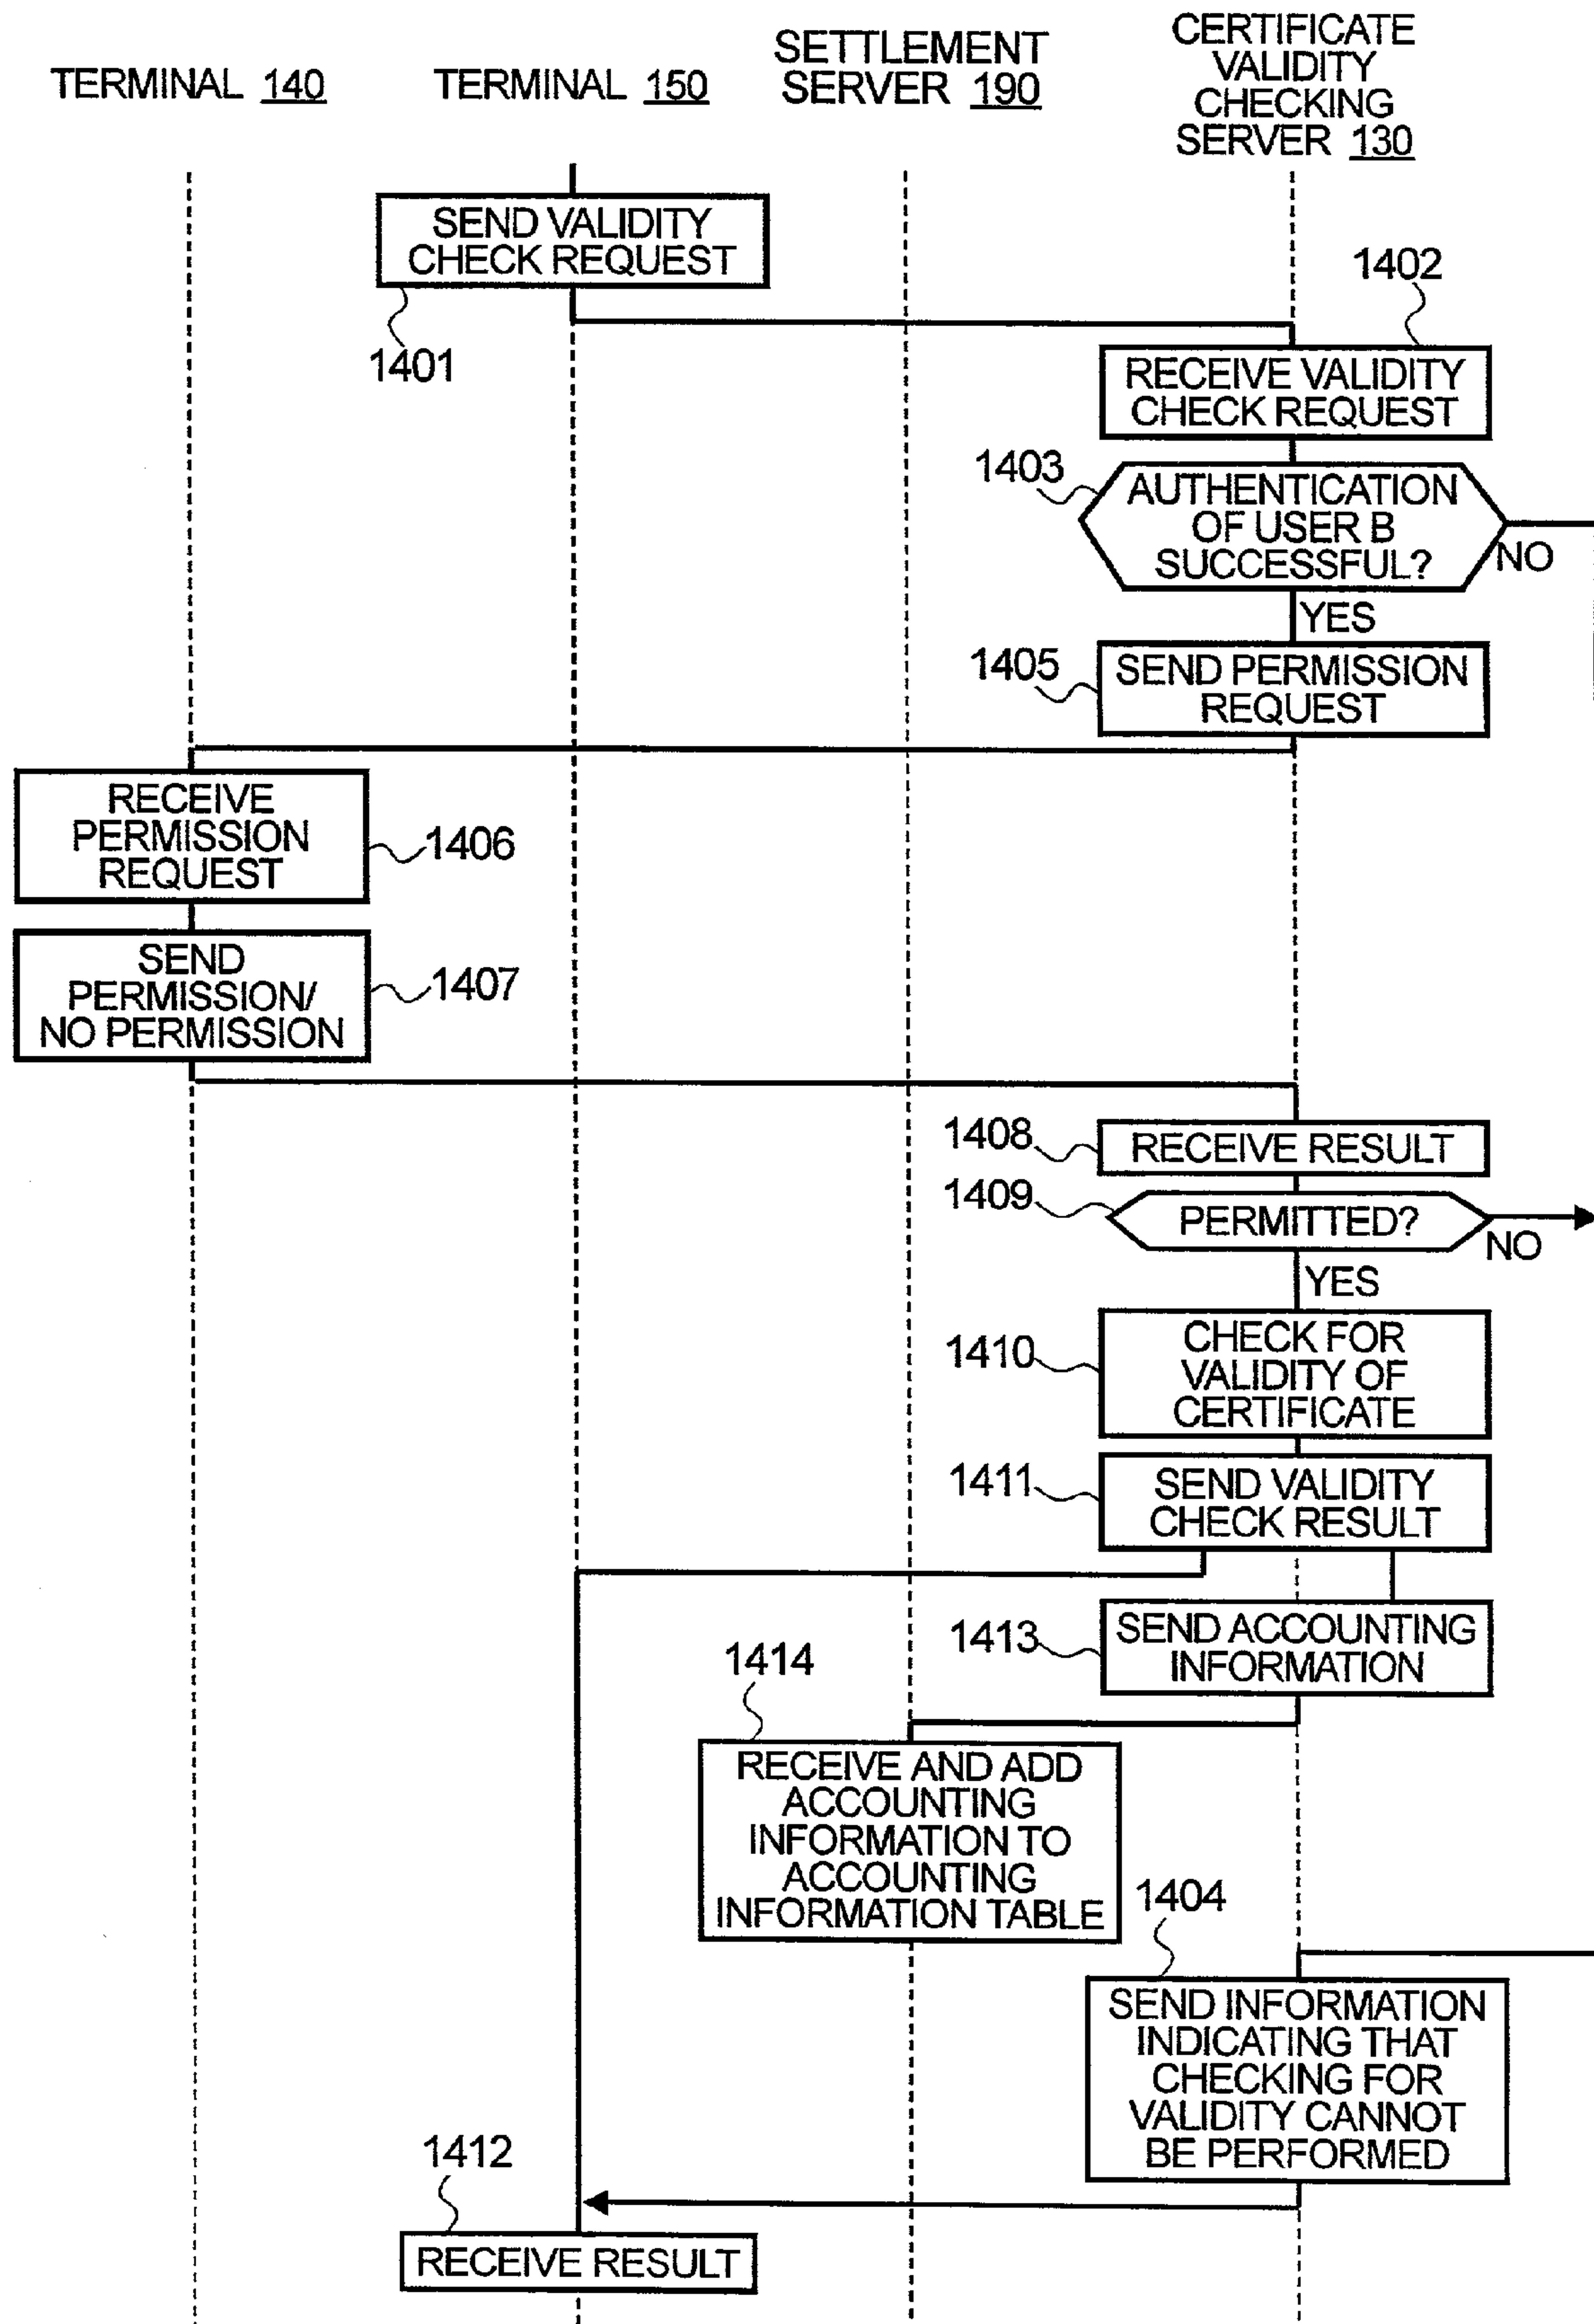 TERMINAL 140
TERMINAL 150
SETTLEMENT
SERVER 190
CERTIFICATE
VALIDITY
CHECKING
SERVER 130
SEND VALIDITY
CHECK REQUEST
1401
1402
RECEIVE VALIDITY
CHECK REQUEST
1403
AUTHENTICATION
OF USER B
SUCCESSFUL?
NO
YES
1405
SEND PERMISSION
REQUEST
RECEIVE
PERMISSION
REQUEST
1406
SEND
PERMISSION/
NO PERMISSION
1407
1408
RECEIVE RESULT
1409
PERMITTED?
NO
YES
1410
CHECK FOR
VALIDITY OF
CERTIFICATE
1411
SEND VALIDITY
CHECK RESULT
1413
SEND ACCOUNTING
INFORMATION
1414
RECEIVE AND ADD
ACCOUNTING
INFORMATION TO
ACCOUNTING
INFORMATION TABLE
1404
SEND INFORMATION
INDICATING THAT
CHECKING FOR
VALIDITY CANNOT
BE PERFORMED
1412
RECEIVE RESULT